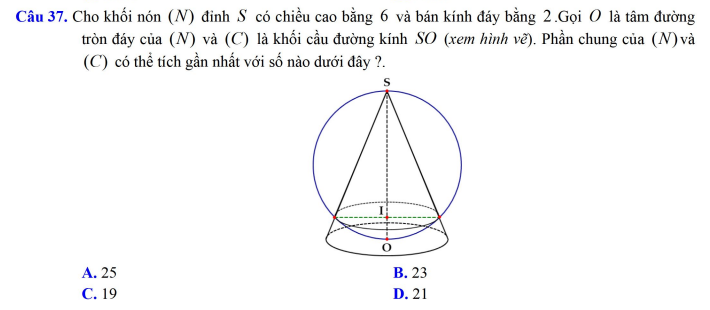 Câu 37. Cho khối nón (N) đỉnh S có chiều cao bằng 6 và bán kính đáy bằng 2 .Gọi O là tâm đường
tròn đáy của (N) và (C) là khối cầu đường kính SO (xem hình vẽ). Phần chung của (N) và
(C) có thể tích gần nhất với số nào dưới đây ?.
S
I
O
A. 25
B. 23
C. 19
D. 21